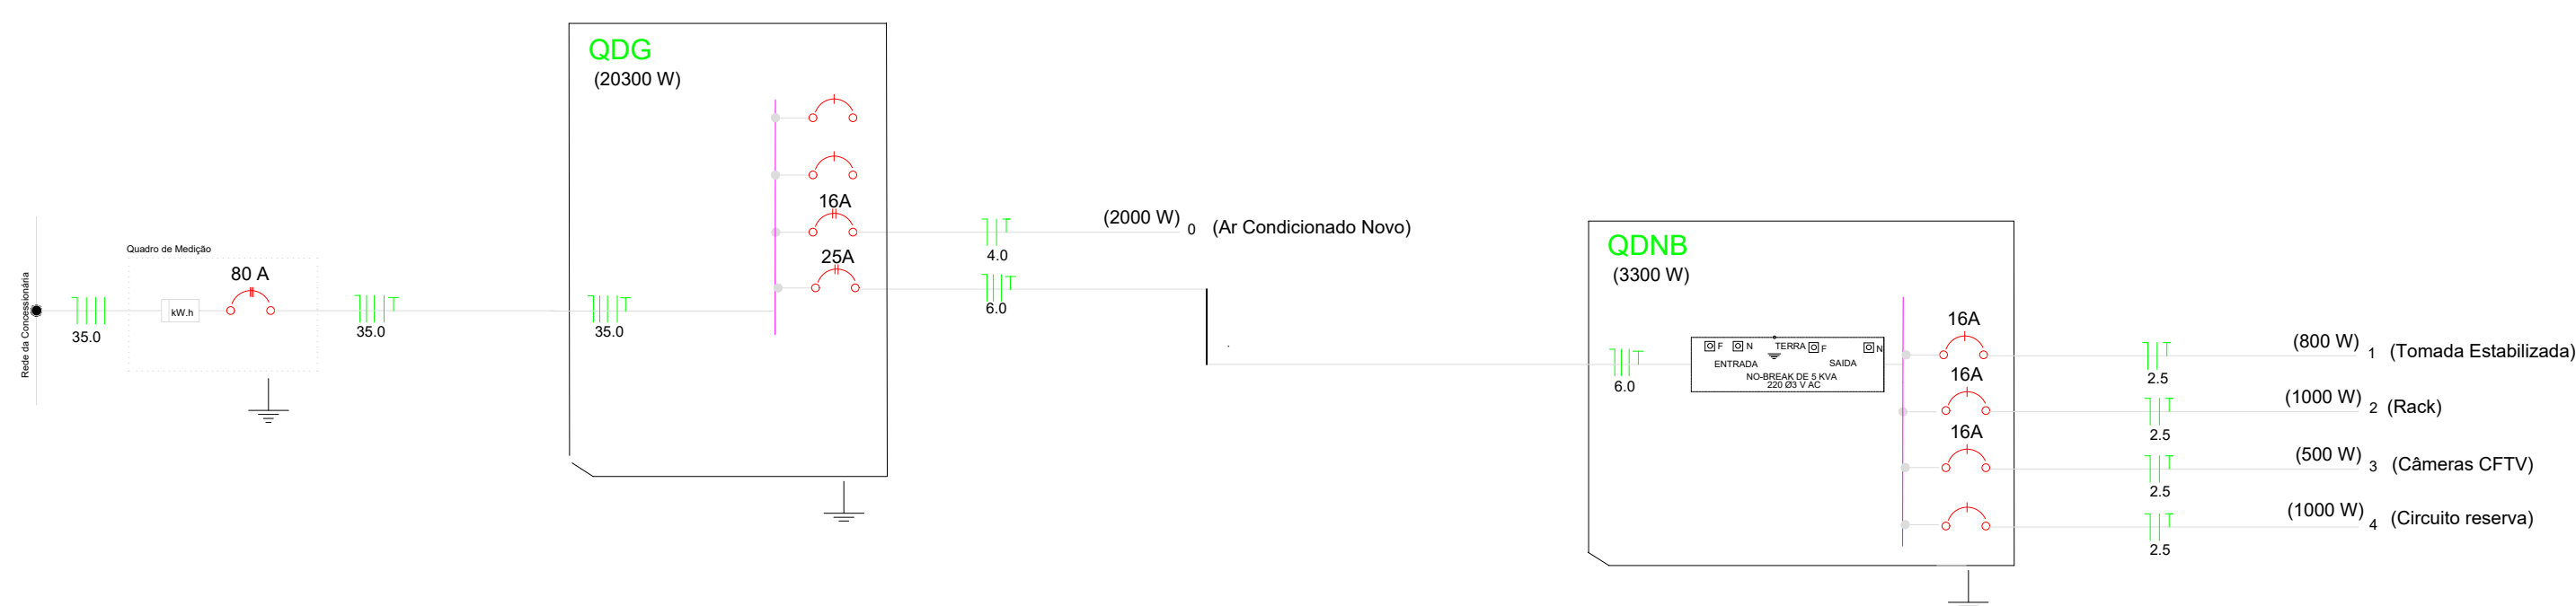 Rede da Concessionária
35.0
Quadro de Medição
kW.h
80 A
35.0
QDG
(20300 W)
35.0
16A
25A
4.0
(2000 W) 0 (Ar Condicionado Novo)
6.0
QDNB
(3300 W)
6.0
F N TERRA F N
ENTRADA SAIDA
NO-BREAK DE 5 KVA
220 Ø3 V AC
16A
16A
16A
2.5
(800 W) 1 (Tomada Estabilizada)
2.5
(1000 W) 2 (Rack)
2.5
(500 W) 3 (Câmeras CFTV)
2.5
(1000 W) 4 (Circuito reserva)